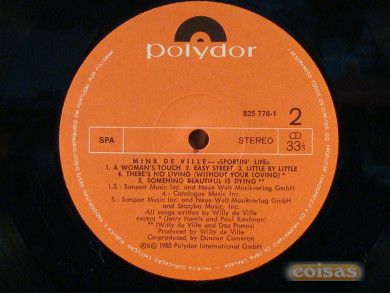 polydor
825 776-1
2
SPA
STEREO
33⅓
MINK DE VILLE — «SPORTIN' LIFE»
1. A WOMAN'S TOUCH 2. EASY STREET 3. LITTLE BY LITTLE
4. THERE'S NO LIVING (WITHOUT YOUR LOVING) *
5. SOMETHING BEAUTIFUL IS DYING **
1-3.: Sanpan Music Inc. and Neue Welt Musikverlag GmbH
4.: Catalogue Music Inc.
5.: Sanpan Music Inc. and Neue Welt Musikverlag GmbH
and Stazybo Music, Inc.
All songs written by Willy de Ville
except * (Jerry Harris and Paul Kaufman)
** (Willy de Ville and Doc Pomus)
Produced by Willy de Ville
Co-produced by Duncan Cameron
℗© 1985 Polydor International GmbH
coisas